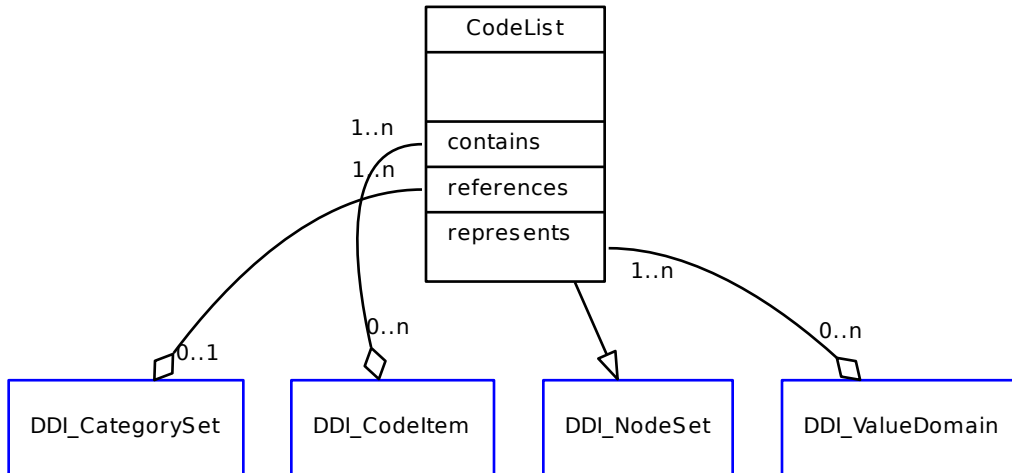 CodeList
1..n
contains
1..n
references
represents
1..n
0..n
0..n
0..1
DDI_CategorySet
DDI_CodeItem
DDI_NodeSet
DDI_ValueDomain